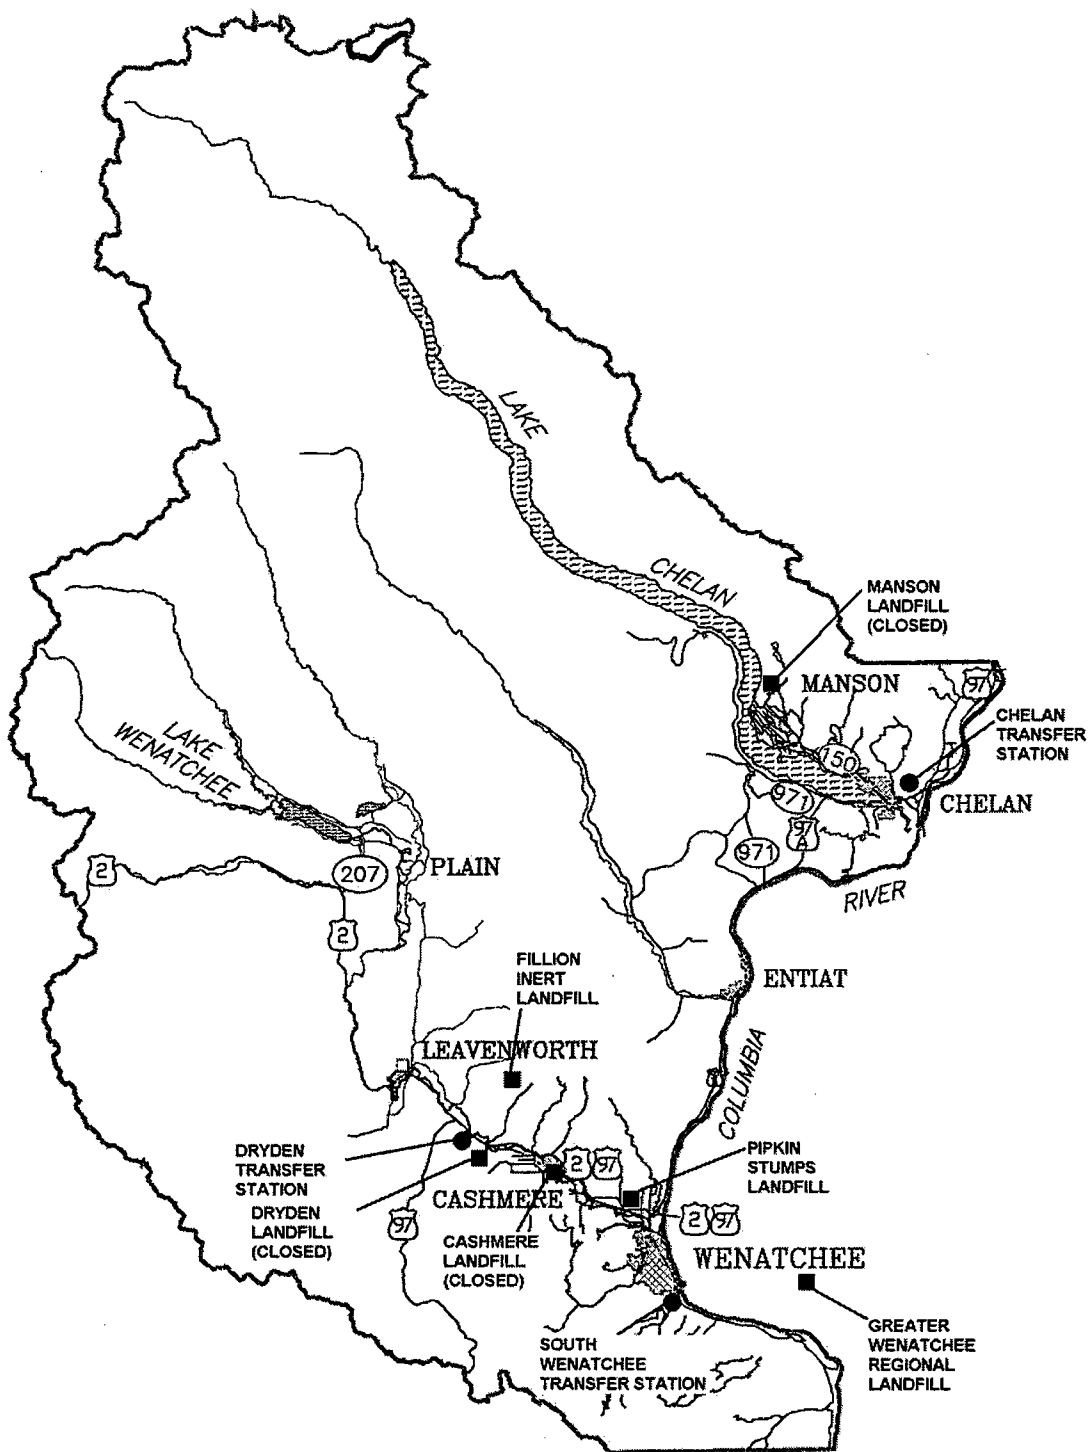 LAKE
CHELAN
MANSON
LANDFILL
(CLOSED)
MANSON
97
CHELAN
TRANSFER
STATION
150
971
CHELAN
97
A
971
RIVER
LAKE
WENATCHEE
2
207
PLAIN
2
FILLION
INERT
LANDFILL
ENTIAT
LEAVENWORTH
COLUMBIA
DRYDEN
TRANSFER
STATION
DRYDEN
LANDFILL
(CLOSED)
2 97
PIPKIN
STUMPS
LANDFILL
CASHMERE
97
CASHMERE
LANDFILL
(CLOSED)
2 97
WENATCHEE
SOUTH
WENATCHEE
TRANSFER STATION
GREATER
WENATCHEE
REGIONAL
LANDFILL